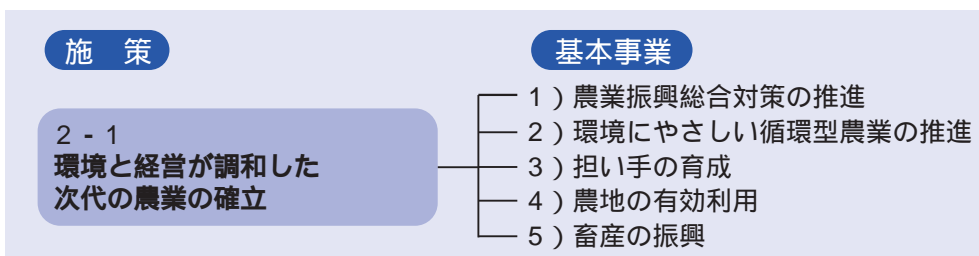 施 策
基本事業
2 - 1
環境と経営が調和した
次代の農業の確立
1）農業振興総合対策の推進
2）環境にやさしい循環型農業の推進
3）担い手の育成
4）農地の有効利用
5）畜産の振興